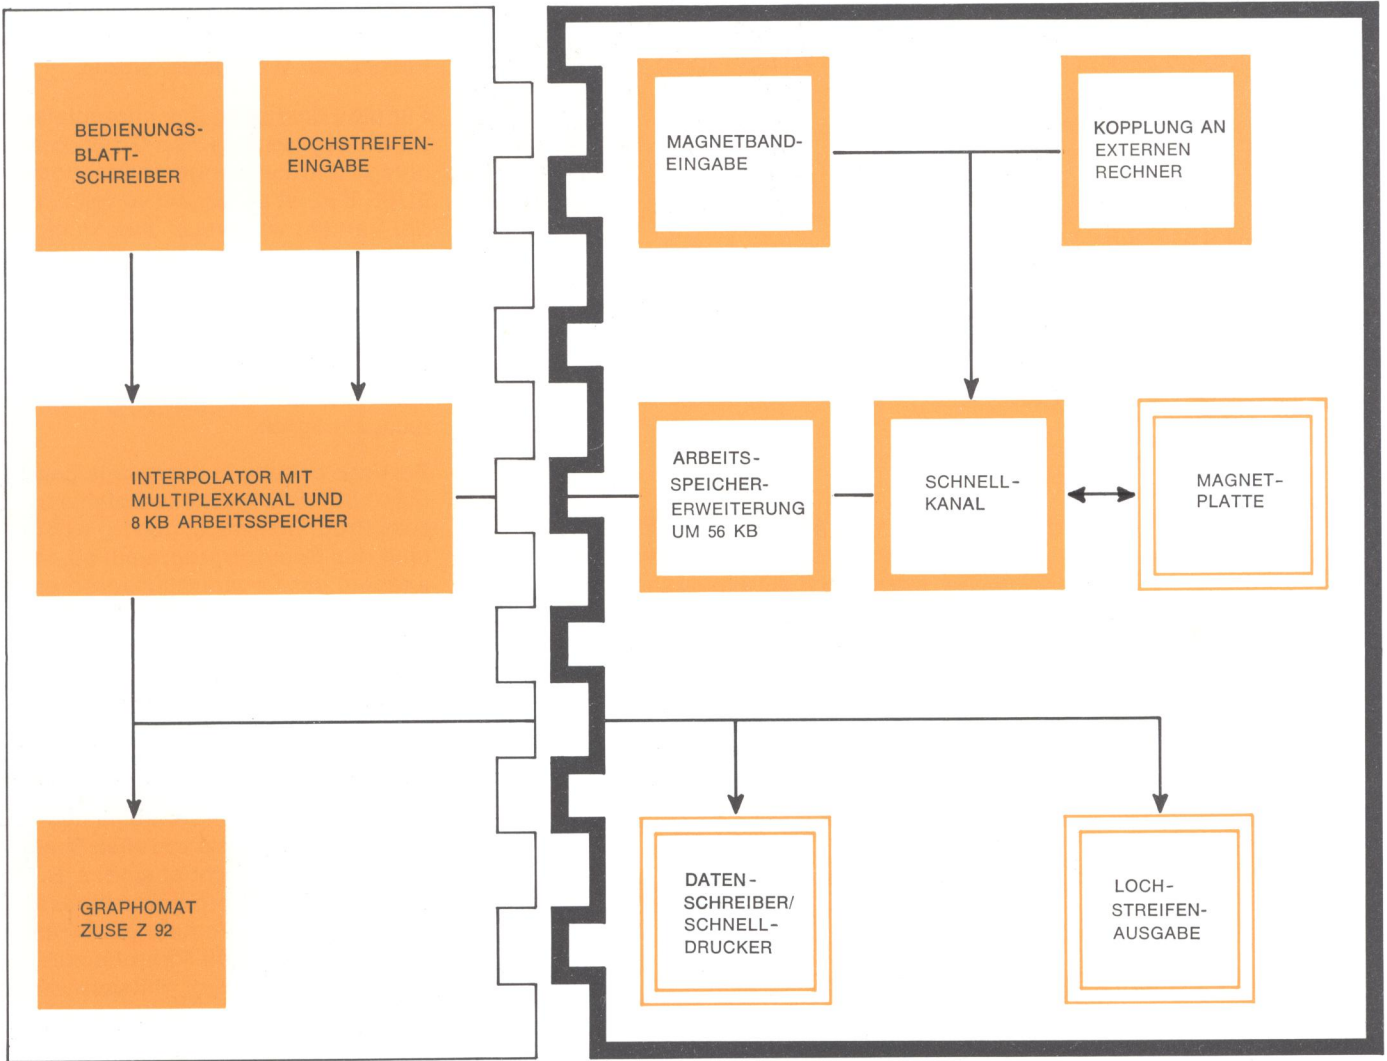 BEDIENUNGS-
BLATT-
SCHREIBER
LOCHSTREIFEN-
EINGABE
MAGNETBAND-
EINGABE
KOPPLUNG AN
EXTERNEN
RECHNER
INTERPOLATOR MIT
MULTIPLEXKANAL UND
8 KB ARBEITSSPEICHER
ARBEITS-
SPEICHER-
ERWEITERUNG
UM 56 KB
SCHNELL-
KANAL
MAGNET-
PLATTE
GRAPHOMAT
ZUSE Z 92
DATEN-
SCHREIBER/
SCHNELL-
DRUCKER
LOCH-
STREIFEN-
AUSGABE